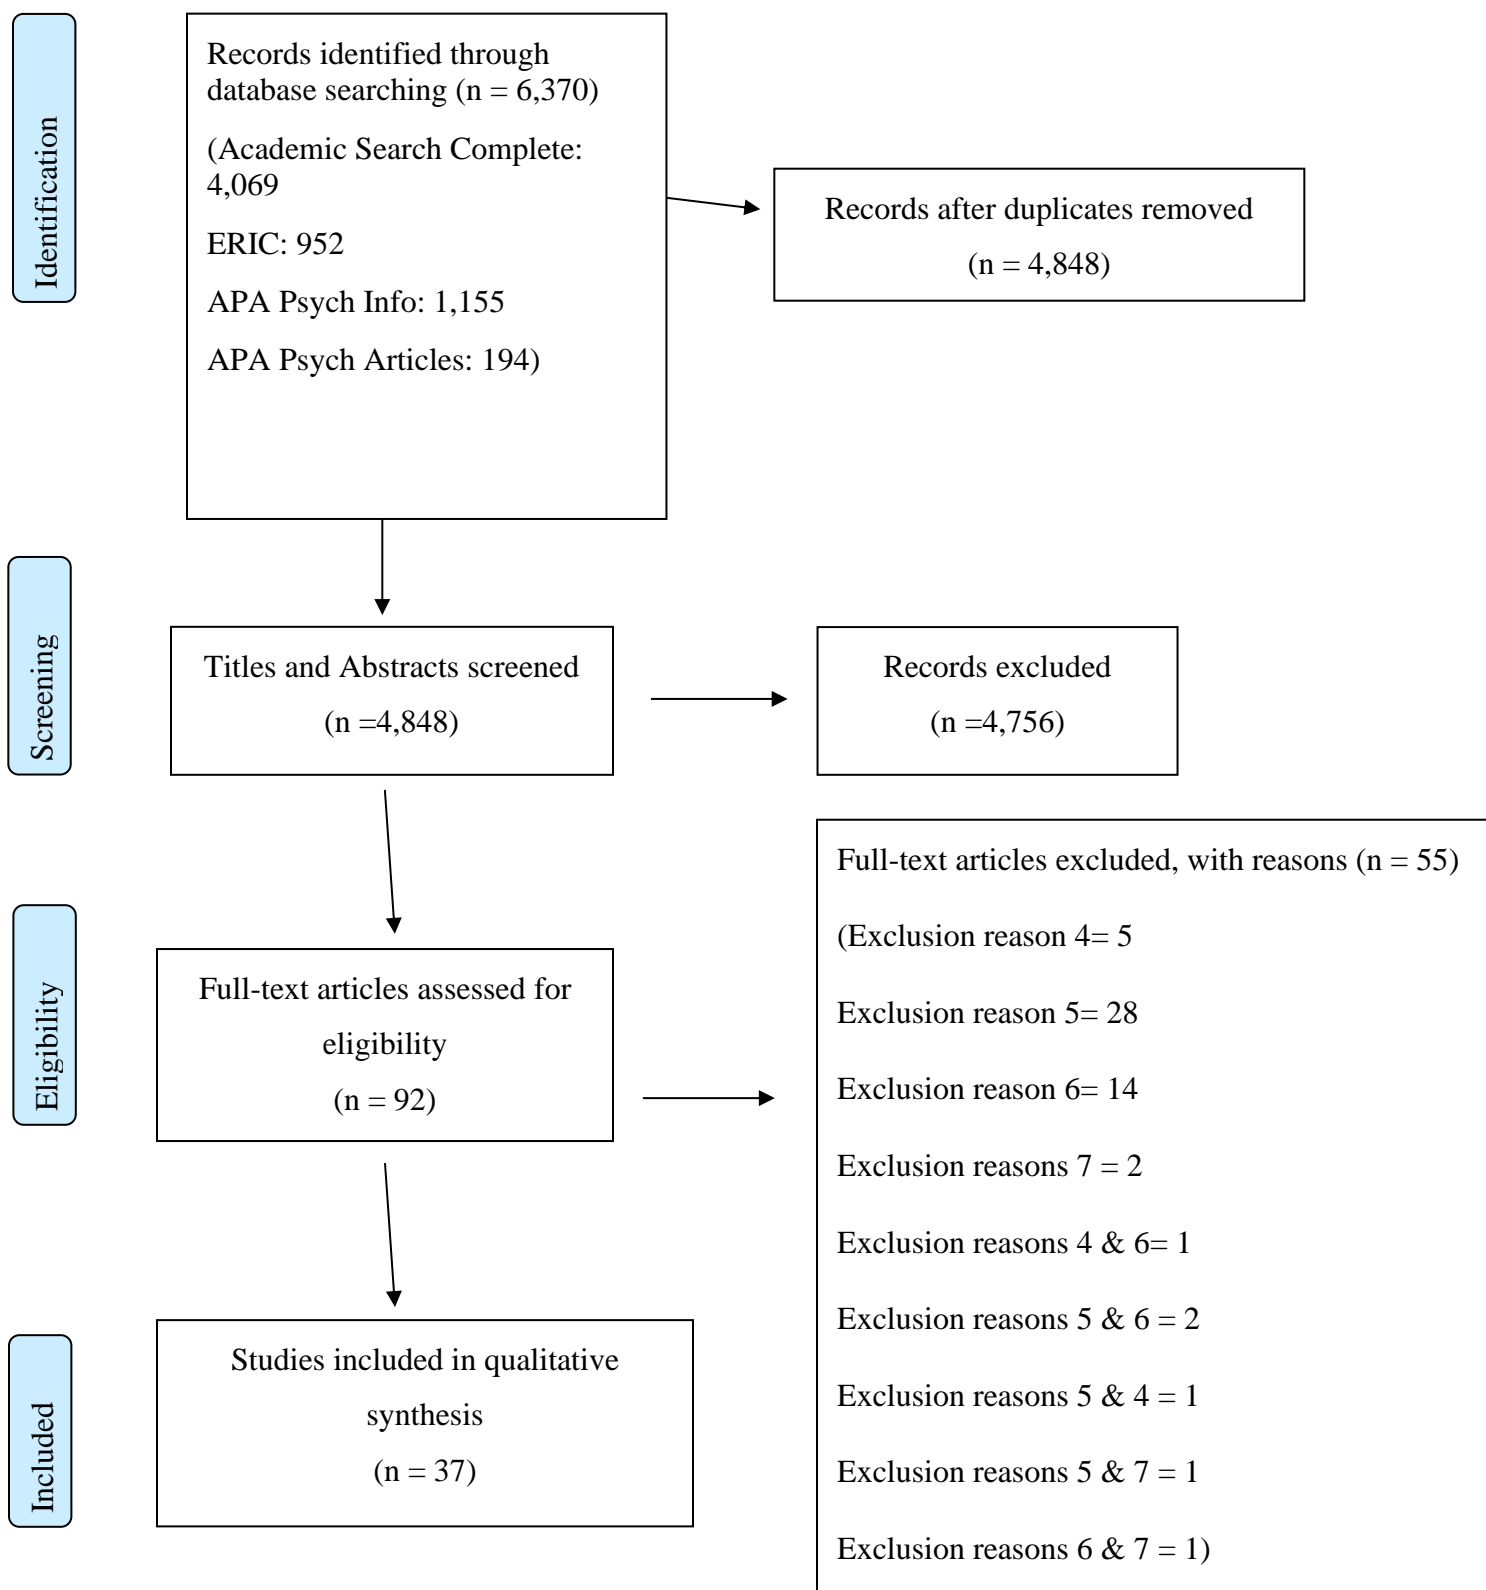 Identification
Records identified through
database searching (n = 6,370)
(Academic Search Complete:
4,069
ERIC: 952
APA Psych Info: 1,155
APA Psych Articles: 194)
Records after duplicates removed
(n = 4,848)
Screening
Titles and Abstracts screened
(n =4,848)
Records excluded
(n =4,756)
Eligibility
Full-text articles assessed for
eligibility
(n = 92)
Full-text articles excluded, with reasons (n = 55)
(Exclusion reason 4= 5
Exclusion reason 5= 28
Exclusion reason 6= 14
Exclusion reasons 7 = 2
Exclusion reasons 4 & 6= 1
Exclusion reasons 5 & 6 = 2
Exclusion reasons 5 & 4 = 1
Exclusion reasons 5 & 7 = 1
Exclusion reasons 6 & 7 = 1)
Included
Studies included in qualitative
synthesis
(n = 37)